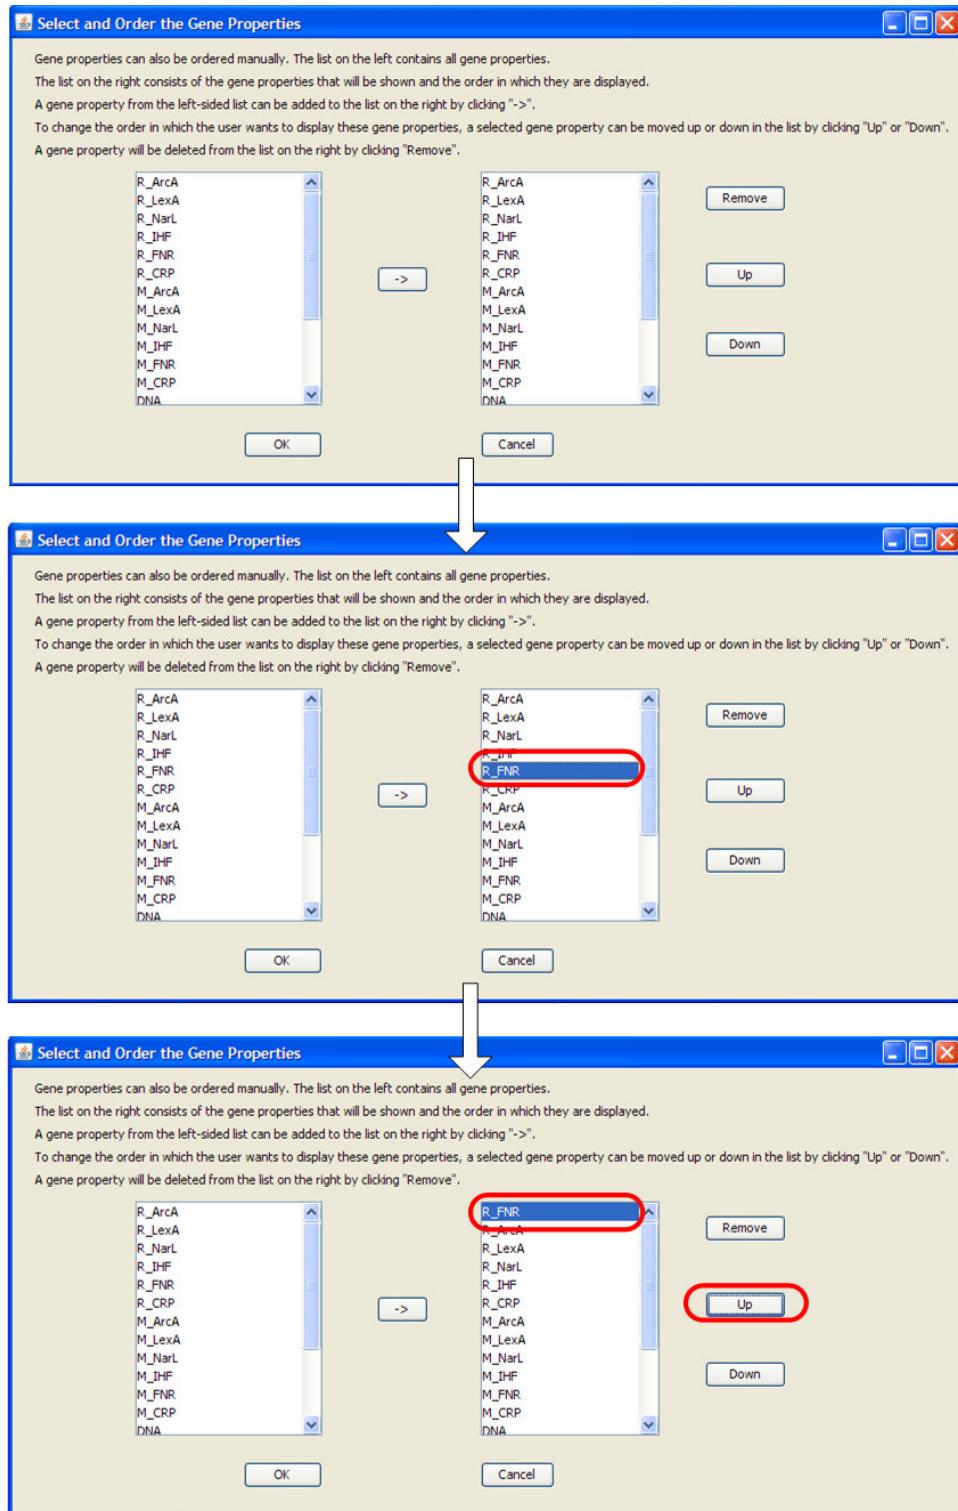 Select and Order the Gene Properties
Gene properties can also be ordered manually. The list on the left contains all gene properties.
The list on the right consists of the gene properties that will be shown and the order in which they are displayed.
A gene property from the left-sided list can be added to the list on the right by clicking "->".
To change the order in which the user wants to display these gene properties, a selected gene property can be moved up or down in the list by clicking "Up" or "Down".
A gene property will be deleted from the list on the right by clicking "Remove".
R_ArcA
R_LexA
R_NarL
R_IHF
R_FNR
R_CRP
M_ArcA
M_LexA
M_NarL
M_IHF
M_FNR
M_CRP
DNA
->
R_ArcA
R_LexA
R_NarL
R_IHF
R_FNR
R_CRP
M_ArcA
M_LexA
M_NarL
M_IHF
M_FNR
M_CRP
DNA
Remove
Up
Down
OK
Cancel
Select and Order the Gene Properties
Gene properties can also be ordered manually. The list on the left contains all gene properties.
The list on the right consists of the gene properties that will be shown and the order in which they are displayed.
A gene property from the left-sided list can be added to the list on the right by clicking "->".
To change the order in which the user wants to display these gene properties, a selected gene property can be moved up or down in the list by clicking "Up" or "Down".
A gene property will be deleted from the list on the right by clicking "Remove".
R_ArcA
R_LexA
R_NarL
R_IHF
R_FNR
R_CRP
M_ArcA
M_LexA
M_NarL
M_IHF
M_FNR
M_CRP
DNA
->
R_ArcA
R_LexA
R_NarL
R_IHF
R_FNR
R_CRP
M_ArcA
M_LexA
M_NarL
M_IHF
M_FNR
M_CRP
DNA
Remove
Up
Down
OK
Cancel
Select and Order the Gene Properties
Gene properties can also be ordered manually. The list on the left contains all gene properties.
The list on the right consists of the gene properties that will be shown and the order in which they are displayed.
A gene property from the left-sided list can be added to the list on the right by clicking "->".
To change the order in which the user wants to display these gene properties, a selected gene property can be moved up or down in the list by clicking "Up" or "Down".
A gene property will be deleted from the list on the right by clicking "Remove".
R_ArcA
R_LexA
R_NarL
R_IHF
R_FNR
R_CRP
M_ArcA
M_LexA
M_NarL
M_IHF
M_FNR
M_CRP
DNA
->
R_FNR
R_ArcA
R_LexA
R_NarL
R_IHF
R_CRP
M_ArcA
M_LexA
M_NarL
M_IHF
M_FNR
M_CRP
DNA
Remove
Up
Down
OK
Cancel